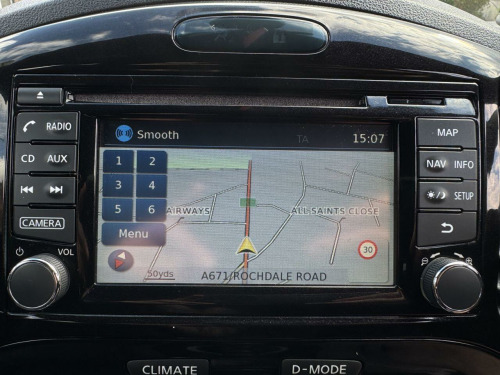 RADIO
CD AUX
CAMERA
VOL
Smooth TA 15:07
1 2
3 4
5 6
Menu
AIRWAYS
ALL SAINTS CLOSE
30
50yds
A671/ROCHDALE ROAD
MAP
NAV INFO
SETUP
CLIMATE
D-MODE